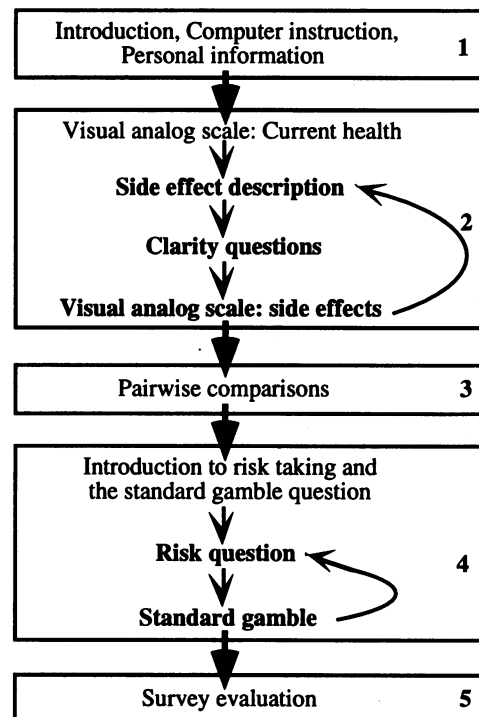 Introduction, Computer instruction,
Personal information
1
Visual analog scale: Current health
Side effect description
2
Clarity questions
Visual analog scale: side effects
Pairwise comparisons
3
Introduction to risk taking and
the standard gamble question
Risk question
4
Standard gamble
Survey evaluation
5